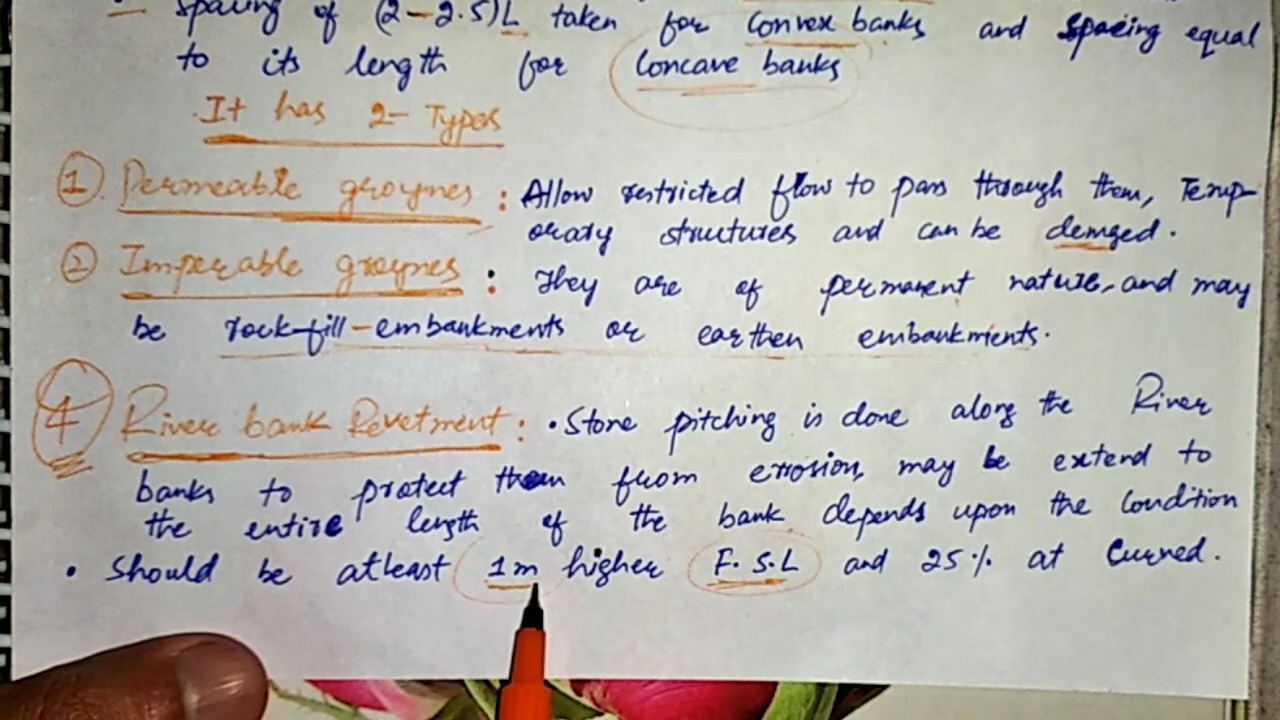 spacing of (2-2.5)L taken for convex banks and spacing equal
to its length for concave banks
It has 2- Types
① Permeable groynes : Allow restricted flow to pass through them, Temp-
orary structures and can be demged.
② Imperable groynes : They are of permanent nature, and may
be rock-fill-embankments or earthen embankments.
④ River bank Revetment : • Stone pitching is done along the River
banks to protect them from erosion, may be extend to
the entire length of the bank depends upon the condition
• Should be atleast 1m higher F.S.L and 25% at curned.